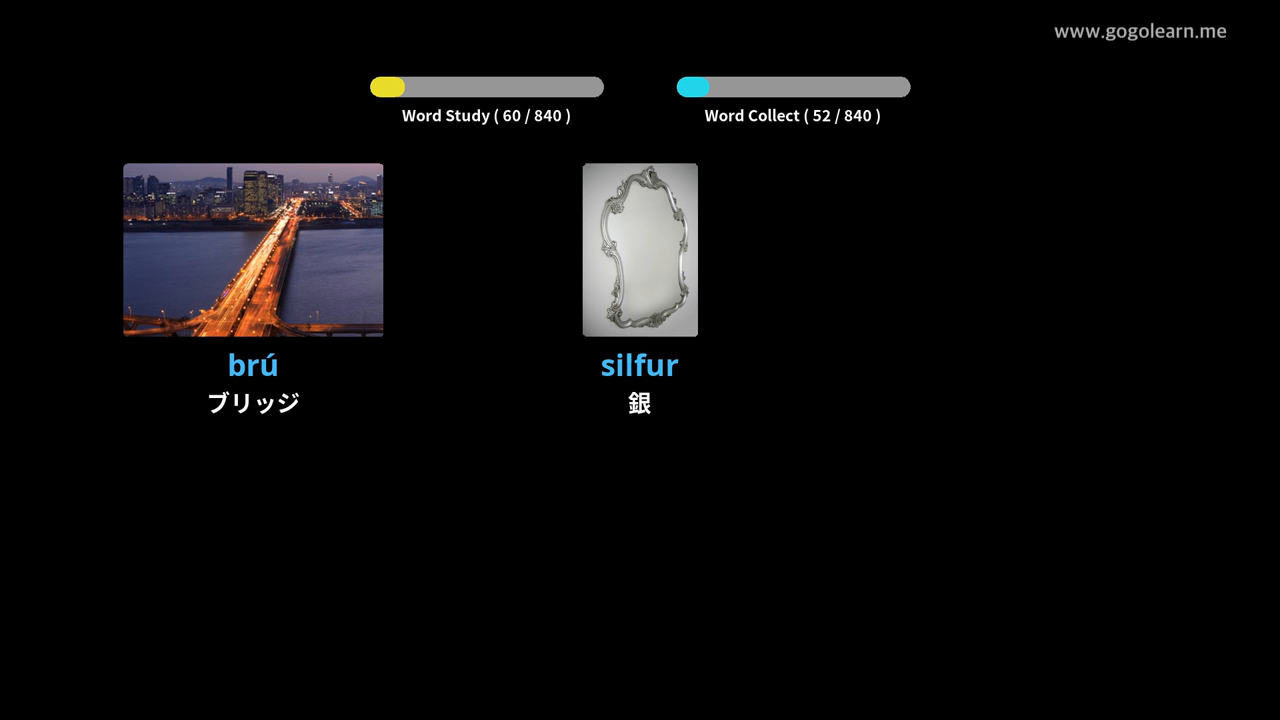 www.gogolearn.me
Word Study ( 60 / 840 )
Word Collect ( 52 / 840 )
brú
ブリッジ
silfur
銀